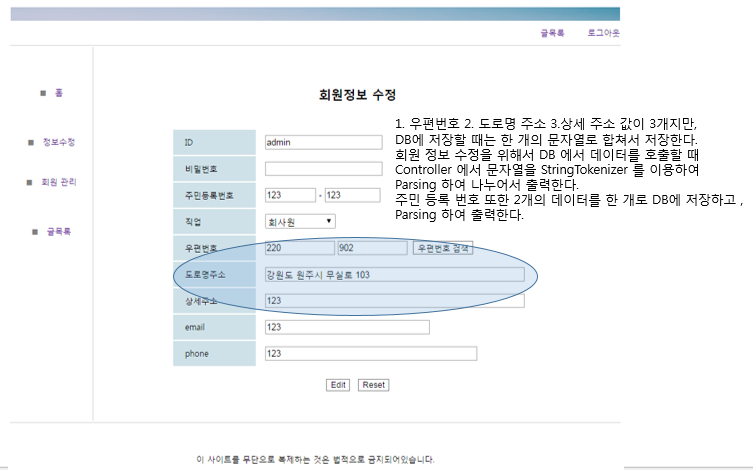 글목록 로그아웃
회원정보 수정
■ 홈
■ 정보수정
■ 회원 관리
■ 글목록
1. 우편번호 2. 도로명 주소 3.상세 주소 값이 3개지만,
DB에 저장할 때는 한 개의 문자열로 합쳐서 저장한다.
회원 정보 수정을 위해서 DB 에서 데이터를 호출할 때
Controller 에서 문자열을 StringTokenizer 를 이용하여
Parsing 하여 나누어서 출력한다.
주민 등록 번호 또한 2개의 데이터를 한 개로 DB에 저장하고 ,
Parsing 하여 출력한다.
ID admin
비밀번호
주민등록번호 123 - 123
직업 회사원
우편번호 220 902 우편번호 검색
도로명주소 강원도 원주시 무실로 103
상세주소 123
email 123
phone 123
Edit Reset
이 사이트를 무단으로 복제하는 것은 법적으로 금지되어있습니다.